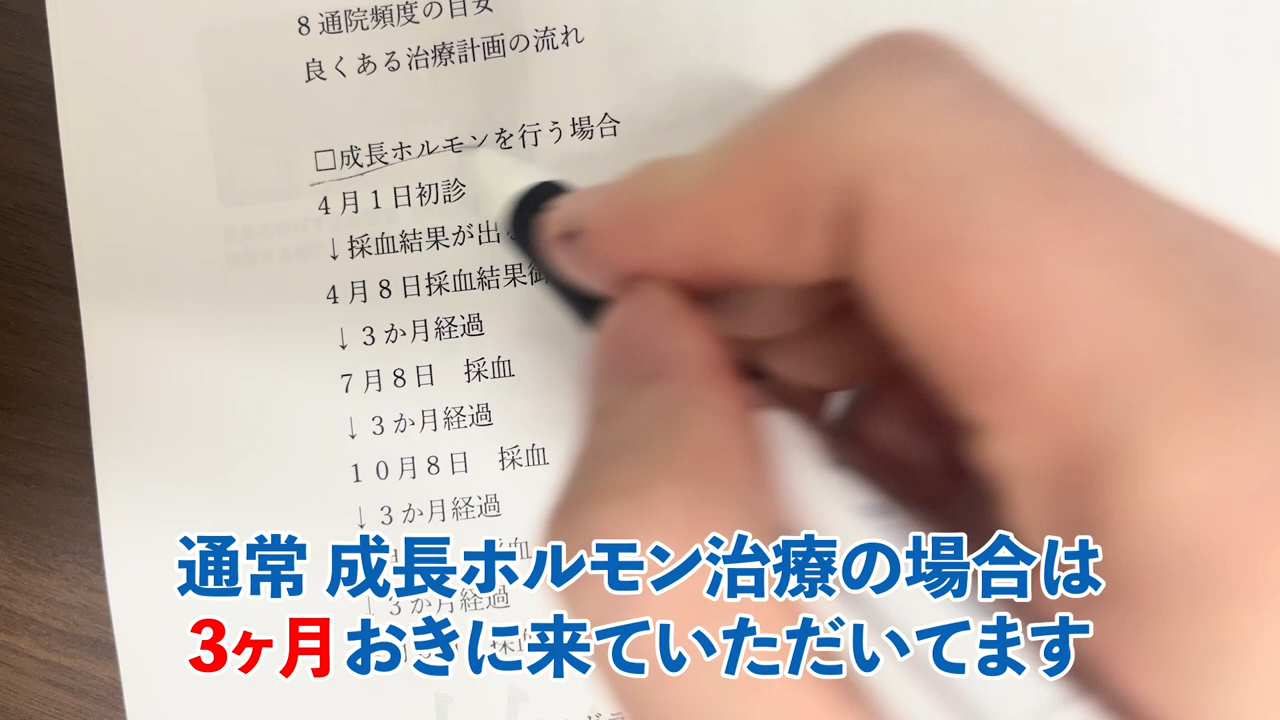 8通院頻度の目安
良くある治療計画の流れ
□成長ホルモンを行う場合
4月1日初診
↓採血結果が出
4月8日採血結果御
↓3か月経過
7月8日 採血
↓3か月経過
10月8日 採血
↓3か月経過
採血
↓3か月経過
採血
通常 成長ホルモン治療の場合は
3ヶ月おきに来ていただいてます